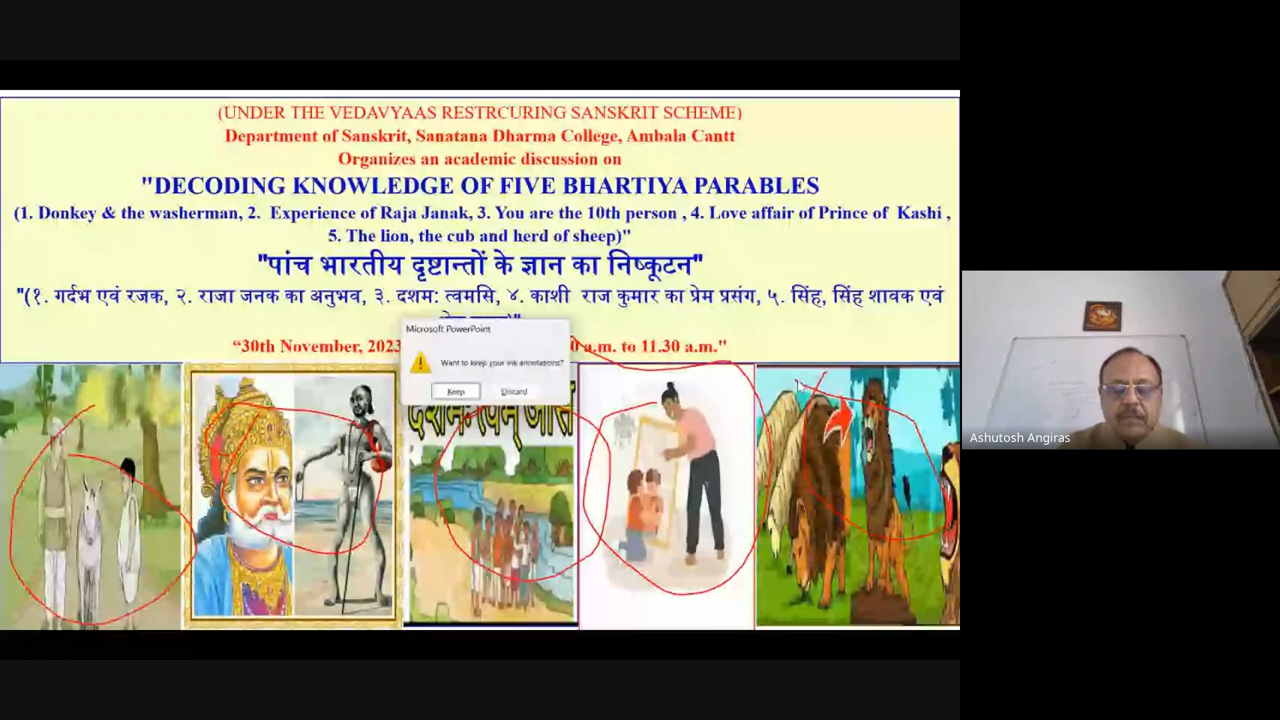 (UNDER THE VEDAVYAAS RESTRCURING SANSKRIT SCHEME)
Department of Sanskrit, Sanatana Dharma College, Ambala Cantt
Organizes an academic discussion on
"DECODING KNOWLEDGE OF FIVE BHARTIYA PARABLES
(1. Donkey & the washerman, 2. Experience of Raja Janak, 3. You are the 10th person , 4. Love affair of Prince of Kashi ,
5. The lion, the cub and herd of sheep)"
"पांच भारतीय दृष्टान्तों के ज्ञान का निष्कूटन"
"(१. गर्दभ एवं रजक, २. राजा जनक का अनुभव, ३. दशमः त्वमसि, ४. काशी राज कुमार का प्रेम प्रसंग, ५. सिंह, सिंह शावक एवं
“30th November, 2023
a.m. to 11.30 a.m."
Microsoft PowerPoint
Want to keep your ink annotations?
Keep
Discard
दशमः त्वम् असि
Ashutosh Angiras